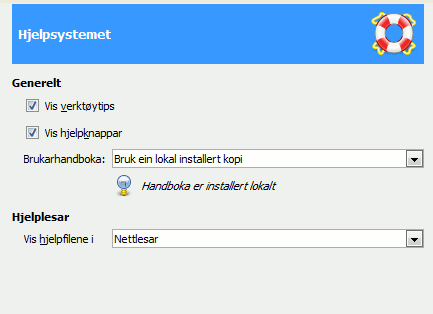 Hjelpsystemet
Generelt
Vis verktøytips
Vis hjelpknappar
Brukarhandboka: Bruk ein lokal installert kopi
Handboka er installert lokalt
Hjelplesar
Vis hjelpfilene i Nettlesar